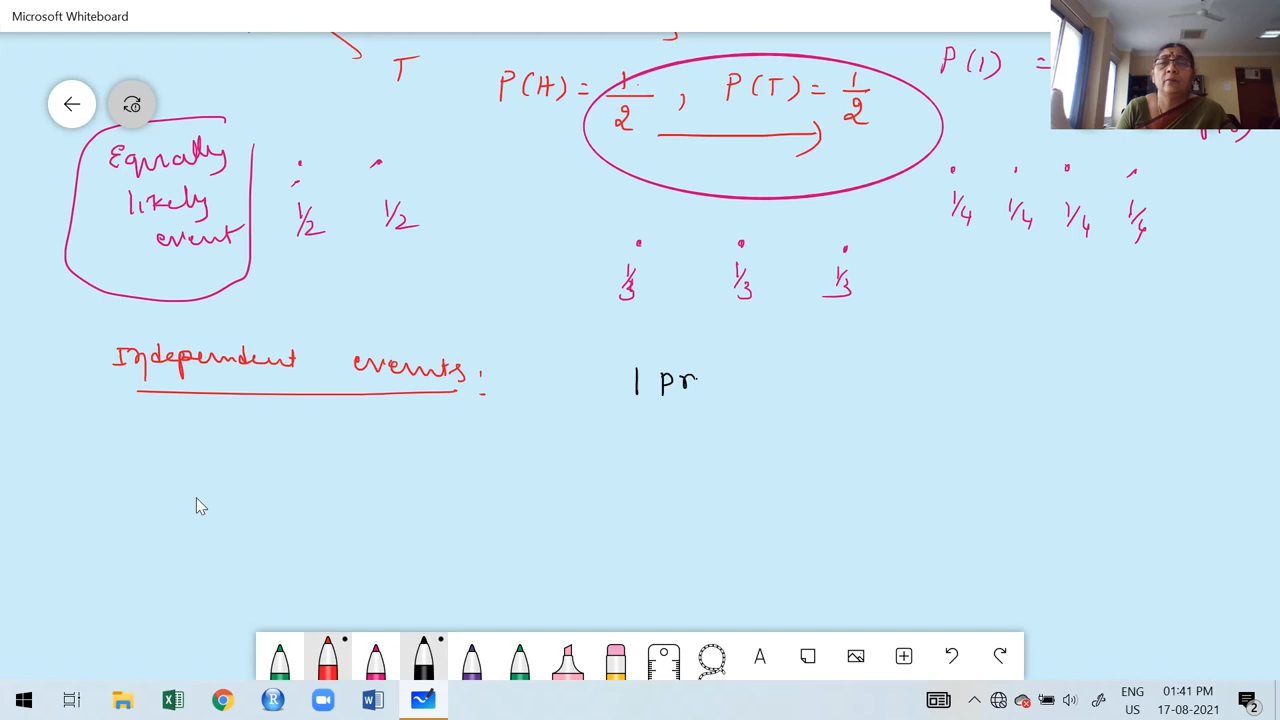 Microsoft Whiteboard
T
P(H) = 1/2 , P(T) = 1/2
P(1) =
Equally
likely
event
1/2 1/2
1/4 1/4 1/4 1/4
1/3 1/3 1/3
Independent events :
1 pr
A
ENG
US
01:41 PM
17-08-2021
2